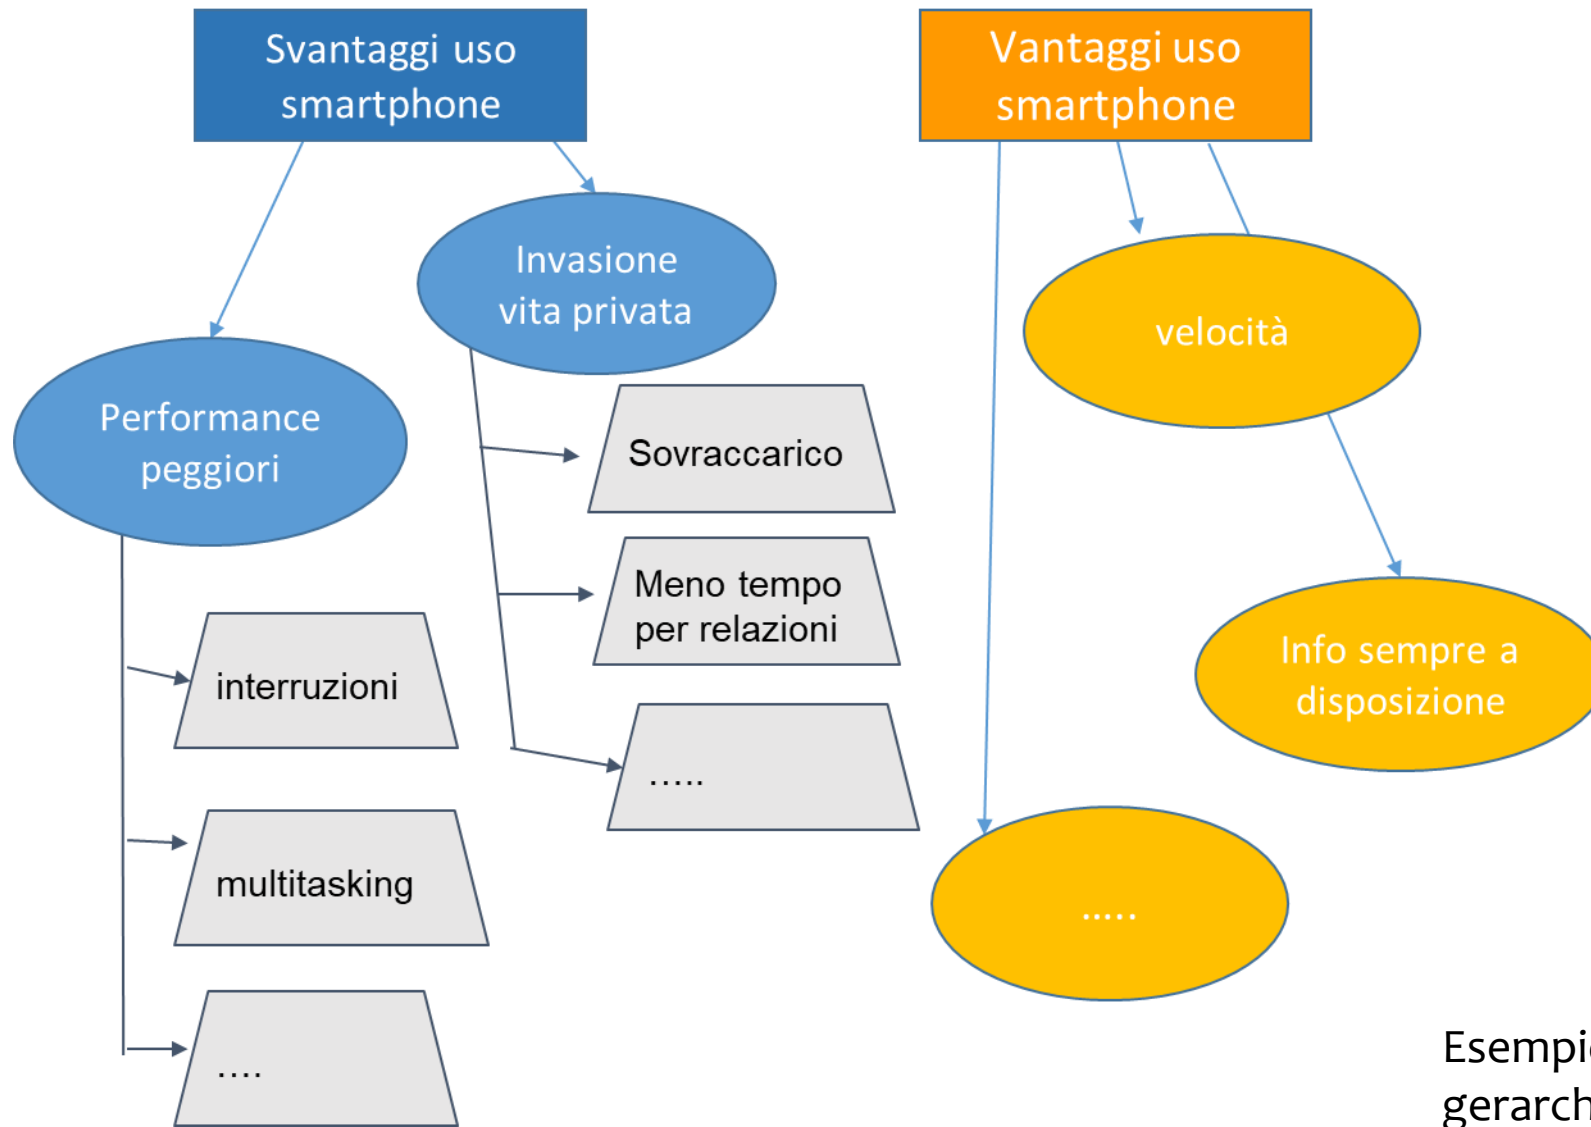 Svantaggi uso
smartphone
Invasione
vita privata
Performance
peggiori
Sovraccarico
Meno tempo
per relazioni
.....
interruzioni
multitasking
....
Vantaggi uso
smartphone
velocità
Info sempre a
disposizione
.....